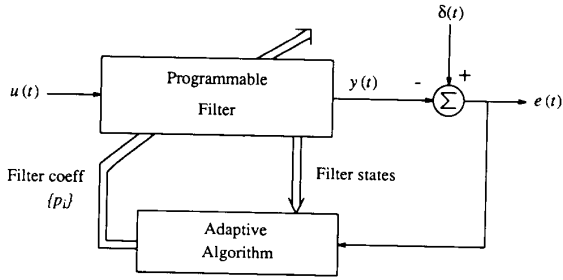 δ(t)
Programmable
Filter
u(t)
y(t)
-
+
Σ
e(t)
Filter coeff
{p_i}
Filter states
Adaptive
Algorithm